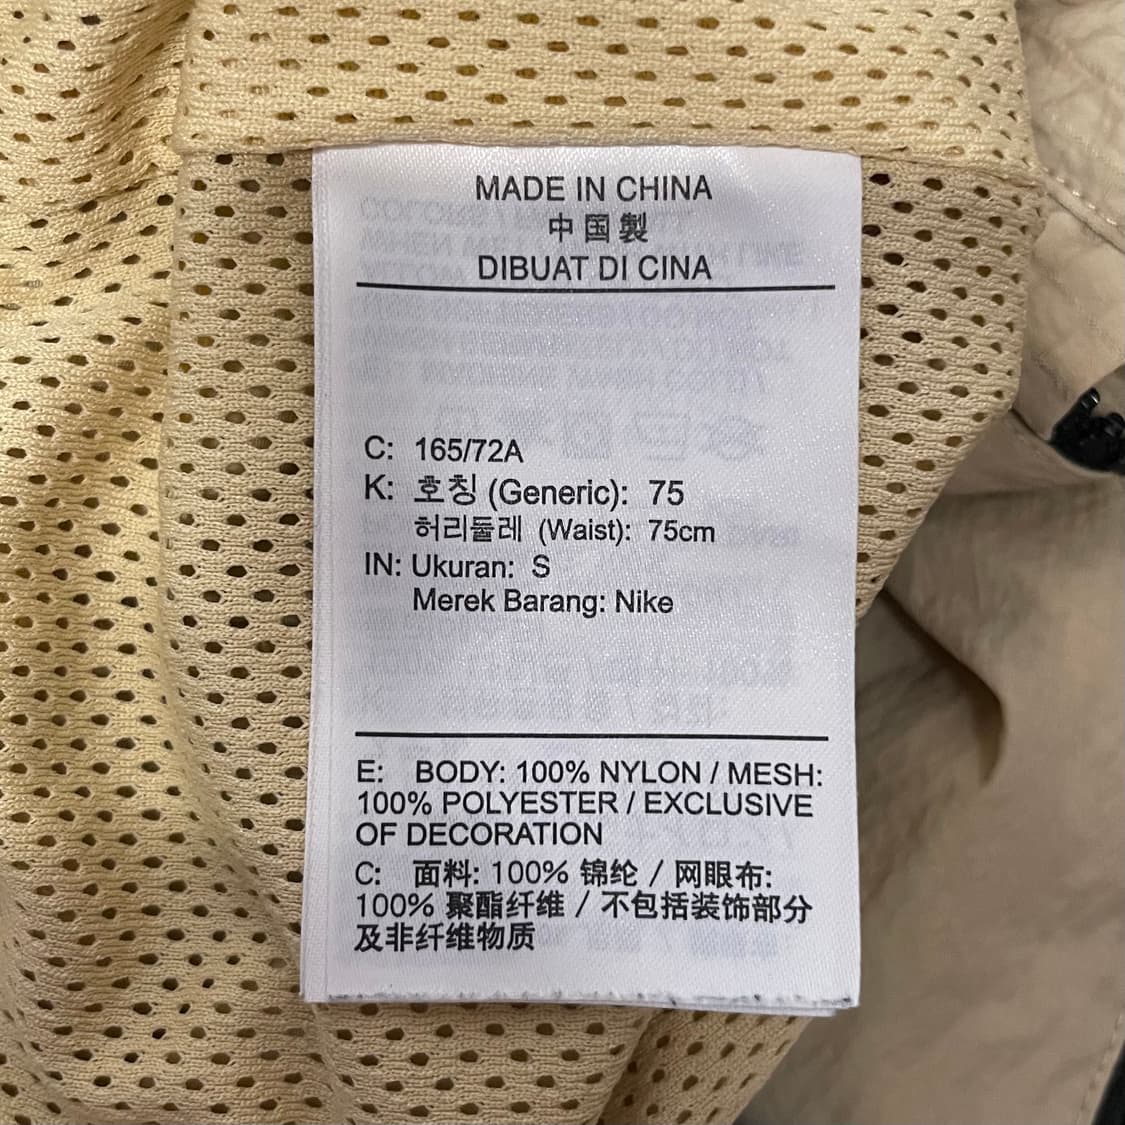 MADE IN CHINA
中国製
DIBUAT DI CINA
C: 165/72A
K: 호칭 (Generic): 75
허리둘레 (Waist): 75cm
IN: Ukuran: S
Merek Barang: Nike
E: BODY: 100% NYLON / MESH:
100% POLYESTER / EXCLUSIVE
OF DECORATION
C: 面料: 100% 锦纶 / 网眼布:
100% 聚酯纤维 / 不包括装饰部分
及非纤维物质